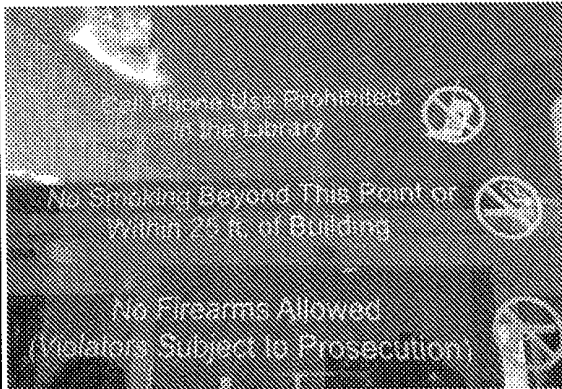 Cell Phone Use Prohibited
in the Library
No Smoking Beyond This Point or
Within 25 ft. of Building
No Firearms Allowed
(Violators Subject to Prosecution)